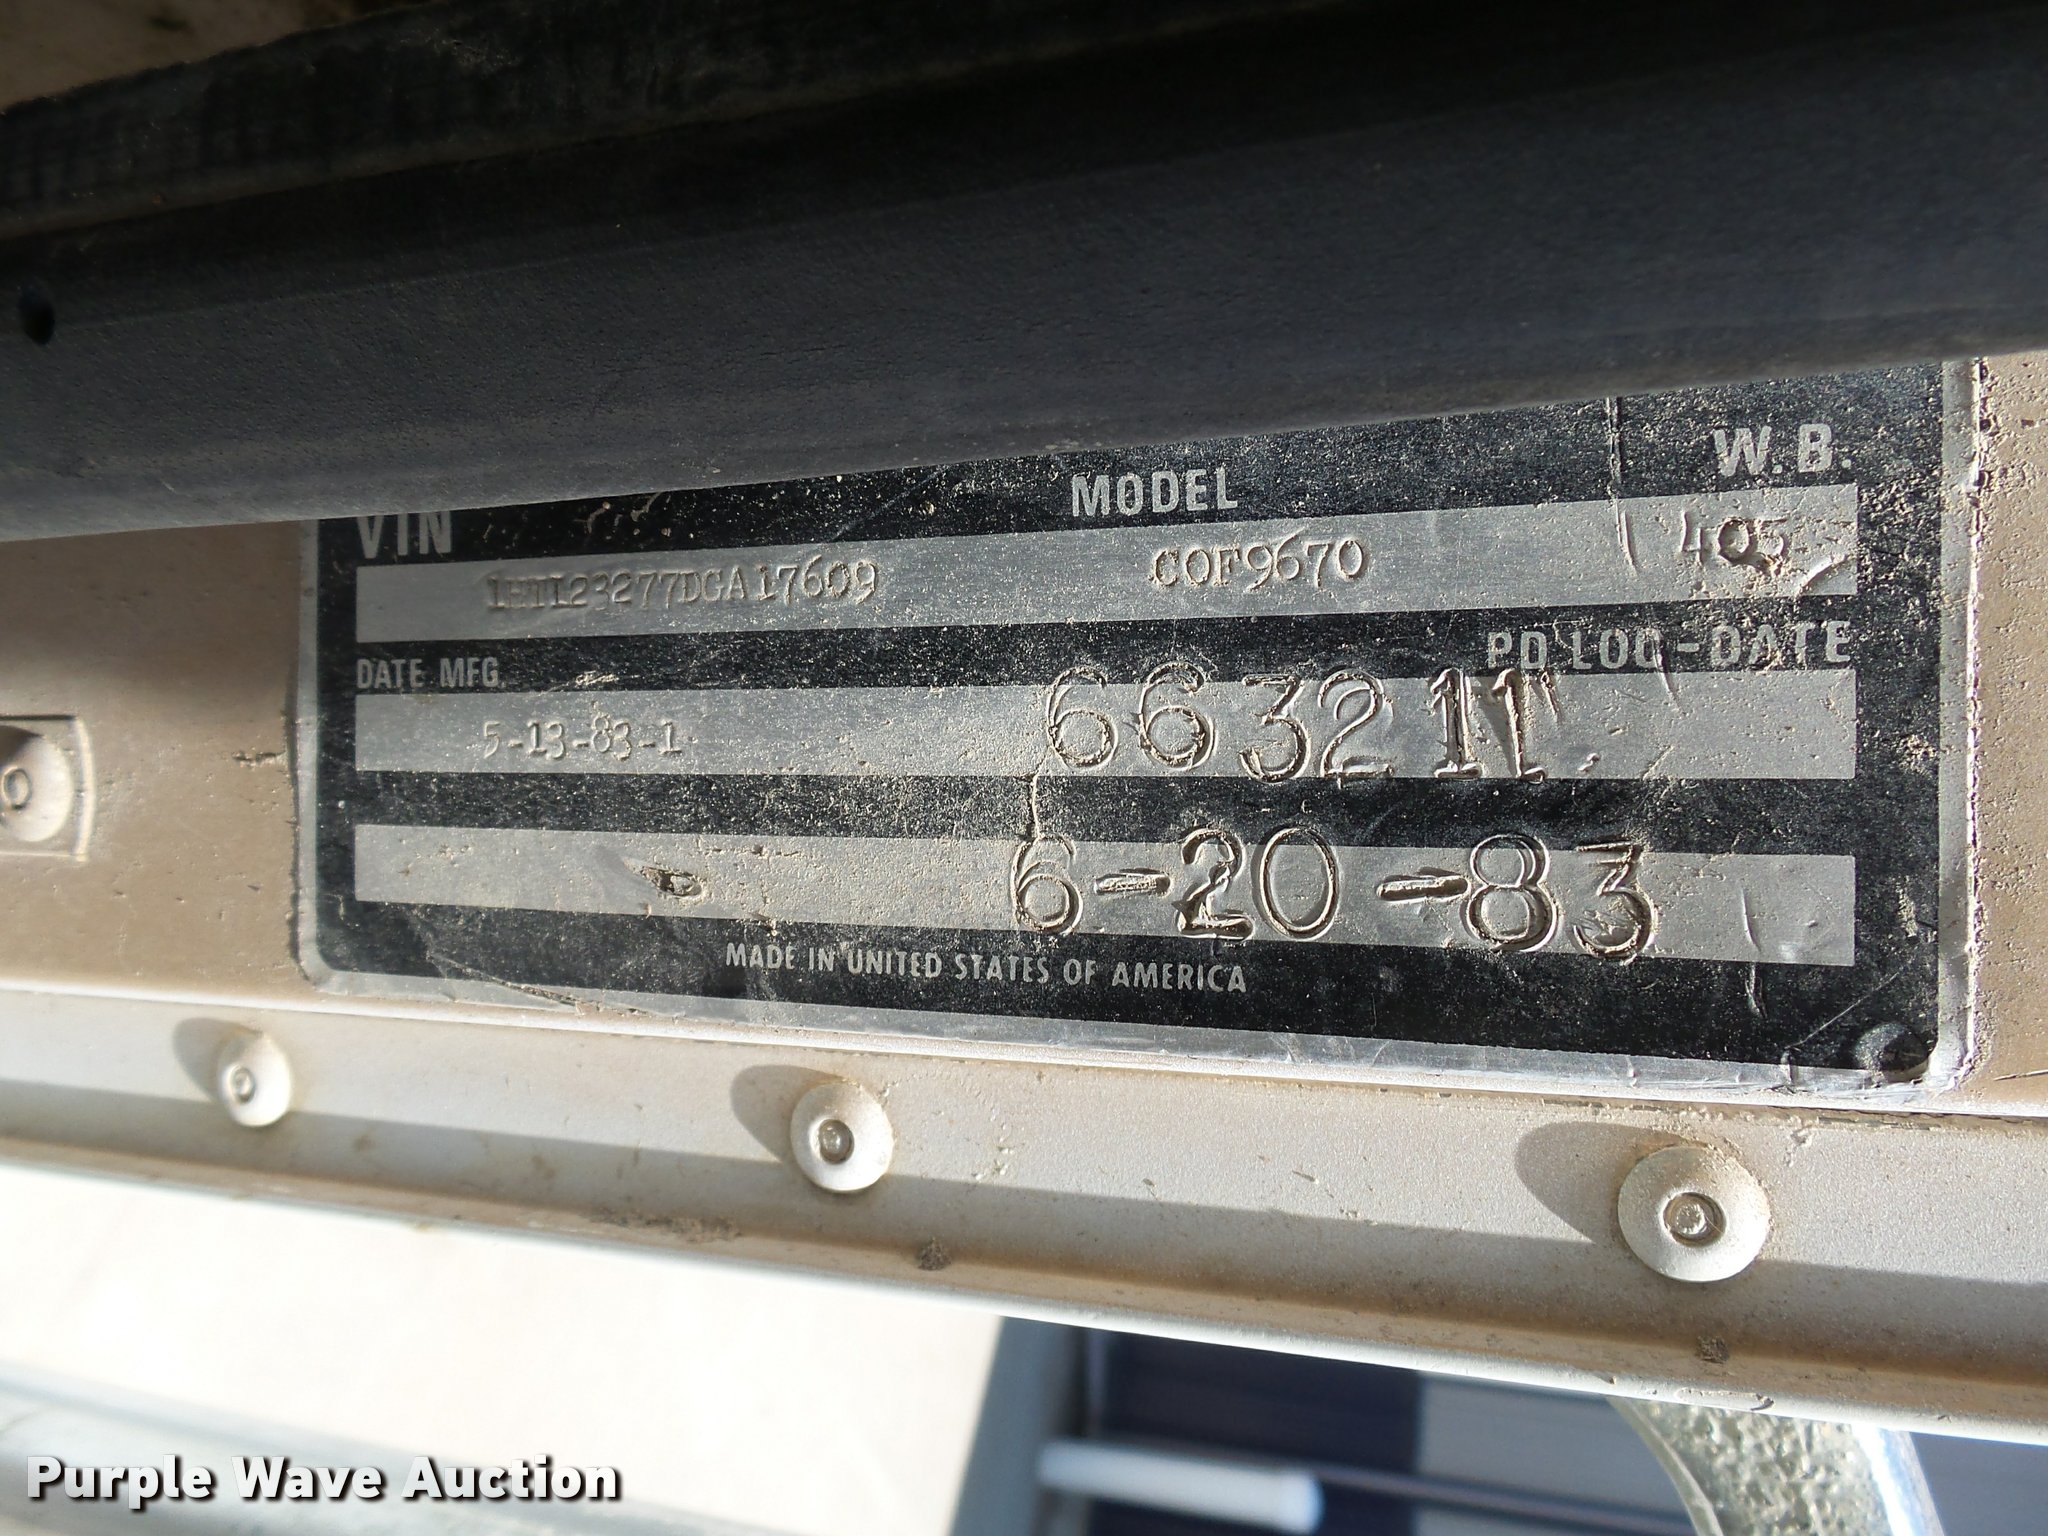 VIN MODEL W.B.
1HTL23277DGA17609 COF9670 405
DATE MFG. PD LOC-DATE
5-13-83-1 663211
6-20-83
MADE IN UNITED STATES OF AMERICA
Purple Wave Auction